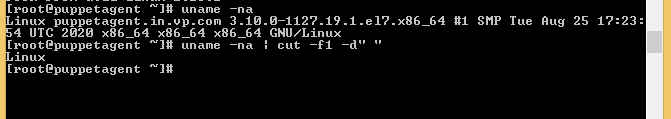 [root@puppetagent ~]# uname -na
Linux puppetagent.in.vp.com 3.10.0-1127.19.1.el7.x86_64 #1 SMP Tue Aug 25 17:23:
54 UTC 2020 x86_64 x86_64 x86_64 GNU/Linux
[root@puppetagent ~]# uname -na | cut -f1 -d" "
Linux
[root@puppetagent ~]#